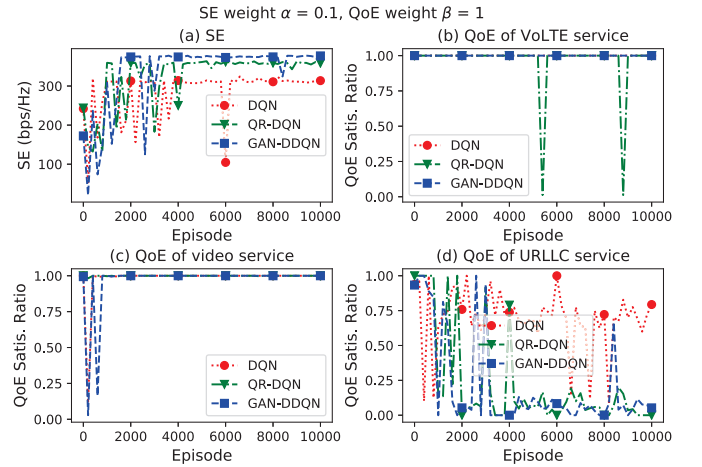 SE weight α = 0.1, QoE weight β = 1
(a) SE
SE (bps/Hz)
300
200
100
0 2000 4000 6000 8000 10000
Episode
DQN
QR-DQN
GAN-DDQN
(b) QoE of VoLTE service
QoE Satis. Ratio
1.00
0.75
0.50
0.25
0.00
0 2000 4000 6000 8000 10000
Episode
DQN
QR-DQN
GAN-DDQN
(c) QoE of video service
QoE Satis. Ratio
1.00
0.75
0.50
0.25
0.00
0 2000 4000 6000 8000 10000
Episode
DQN
QR-DQN
GAN-DDQN
(d) QoE of URLLC service
QoE Satis. Ratio
1.00
0.75
0.50
0.25
0.00
0 2000 4000 6000 8000 10000
Episode
DQN
QR-DQN
GAN-DDQN